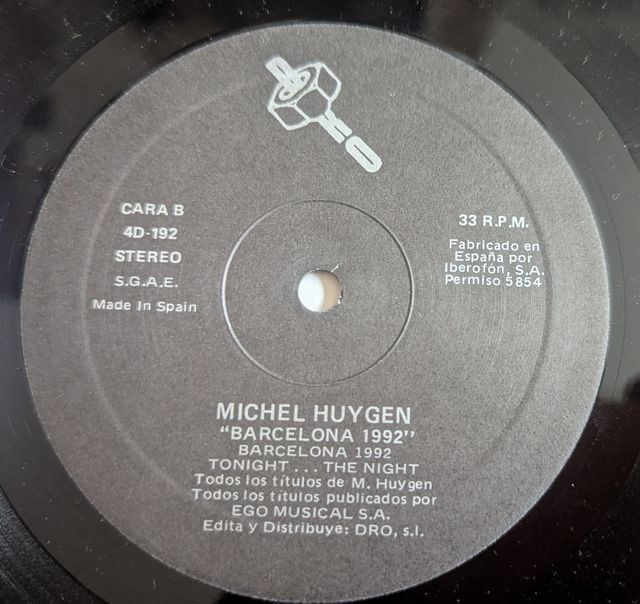 CARA B
4D-192
STEREO
S.G.A.E.
Made In Spain
33 R.P.M.
Fabricado en
España por
Iberofón, S.A.
Permiso 5854
MICHEL HUYGEN
"BARCELONA 1992"
BARCELONA 1992
TONIGHT . . . THE NIGHT
Todos los títulos de M. Huygen
Todos los títulos publicados por
EGO MUSICAL S.A.
Edita y Distribuye: DRO, s.l.